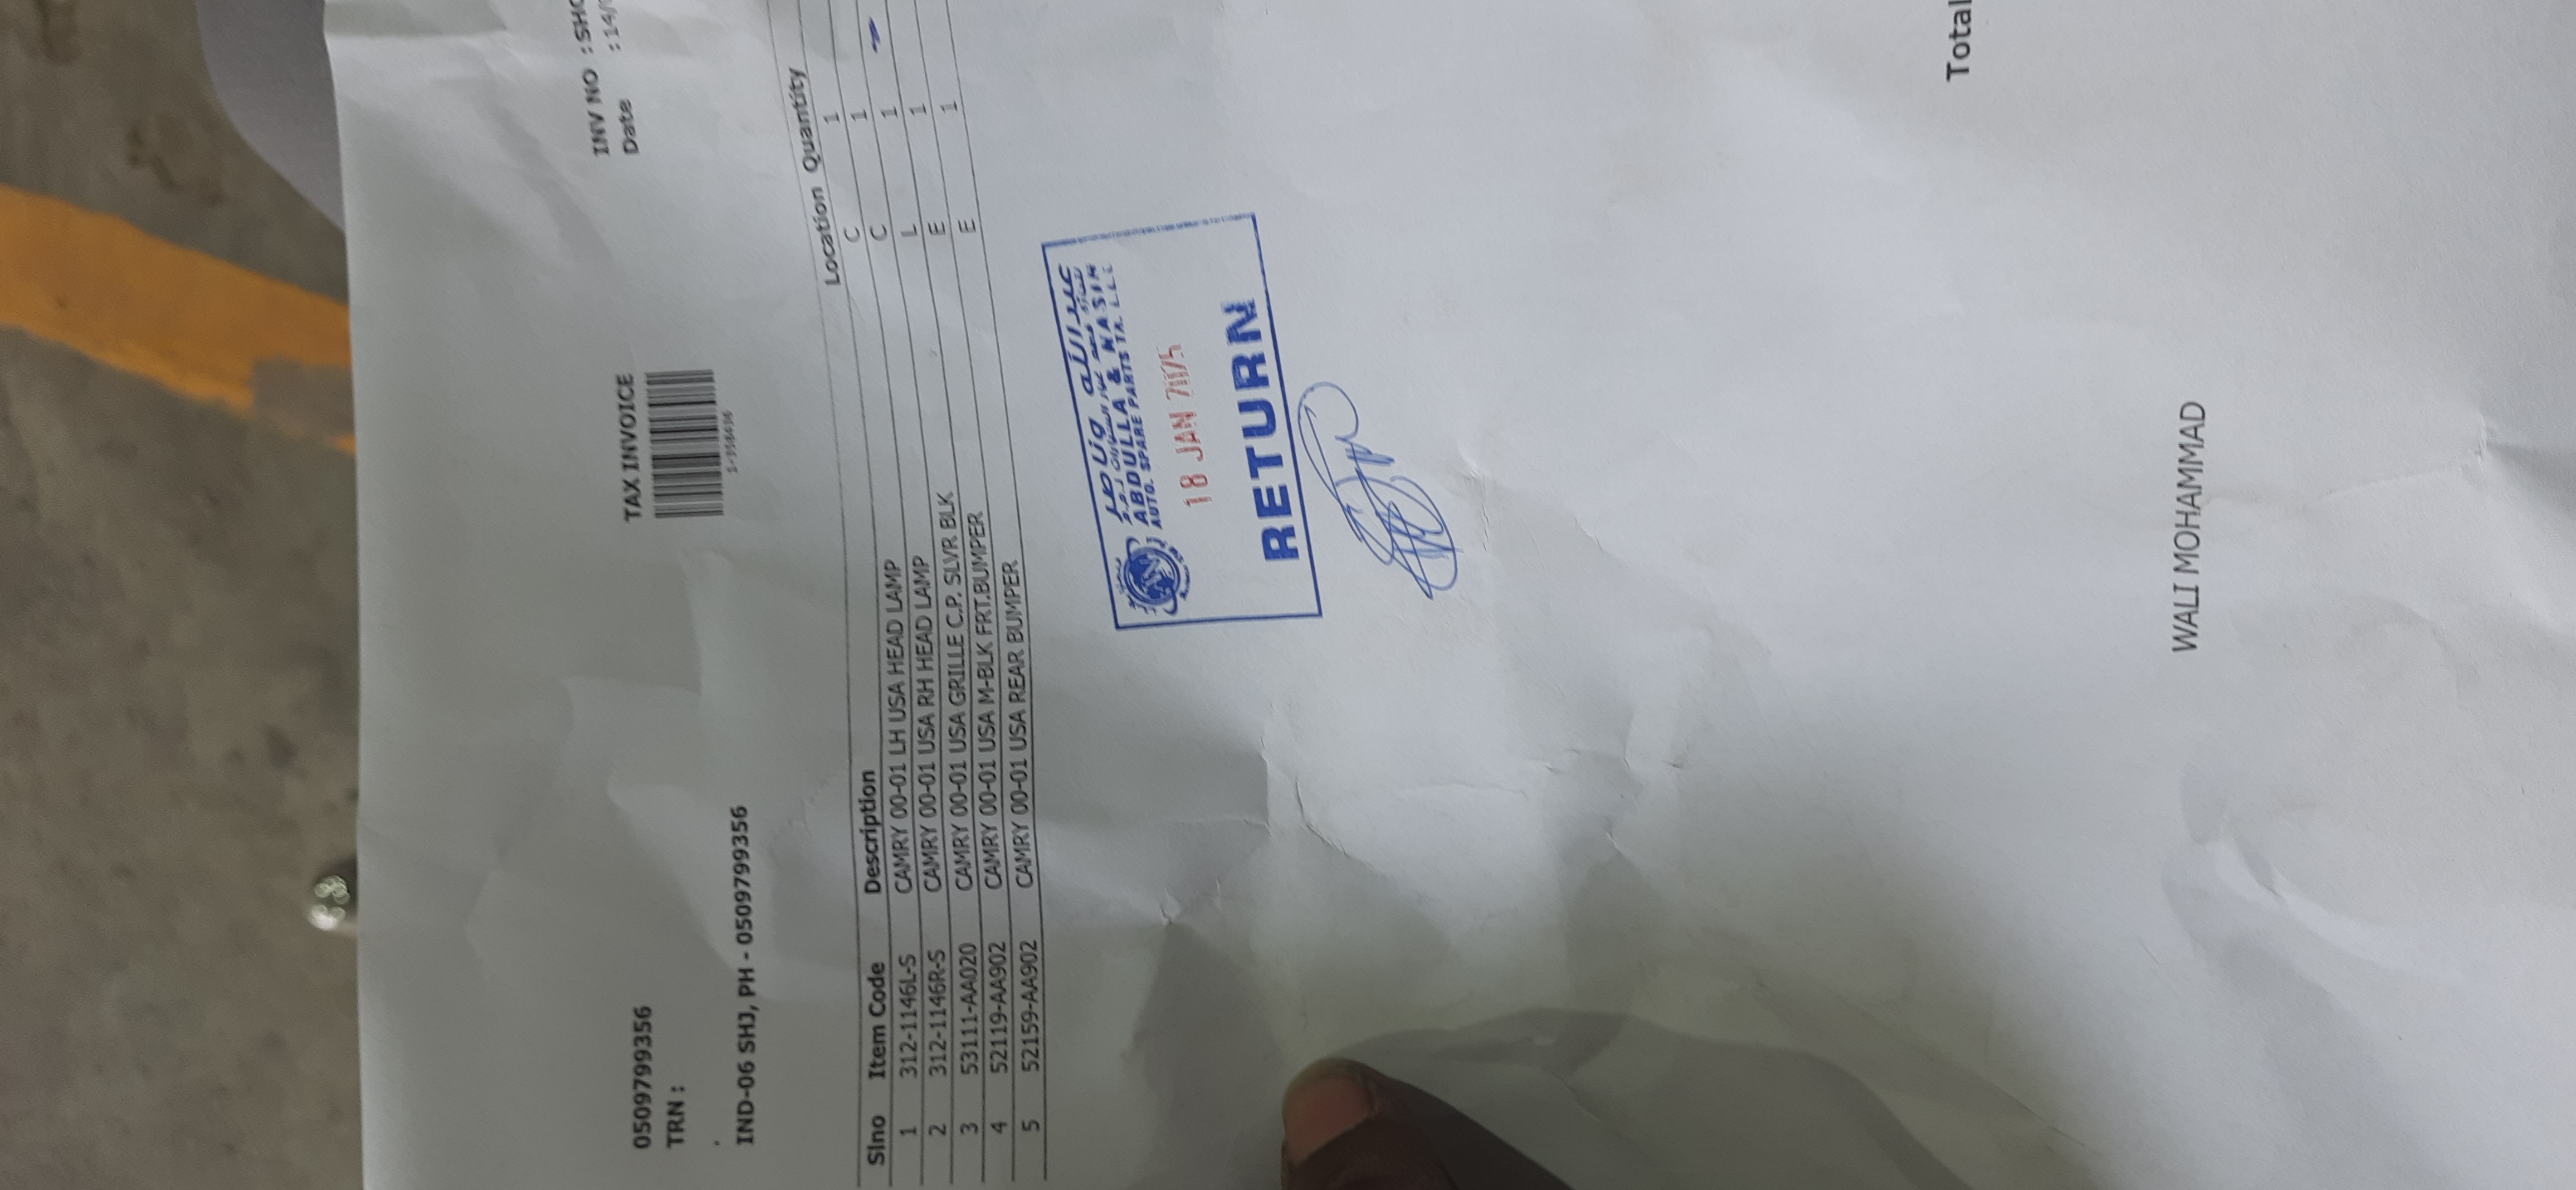 TAX INVOICE
0509799356
INV NO : SHO
TRN :
Date : 14/
.
IND-06 SHJ, PH - 0509799356
Slno Item Code Description Location Quantity
1 312-1146L-S CAMRY 00-01 LH USA HEAD LAMP C 1
2 312-1146R-S CAMRY 00-01 USA RH HEAD LAMP C 1
3 53111-AA020 CAMRY 00-01 USA GRILLE C.P. SLVR BLK L 1
4 52119-AA902 CAMRY 00-01 USA M-BLK FRT.BUMPER E 1
5 52159-AA902 CAMRY 00-01 USA REAR BUMPER E 1
ABDULLA & NASIR
AUTO. SPARE PARTS TR. L.L.C
18 JAN 2025
RETURN
Total
WALI MOHAMMAD